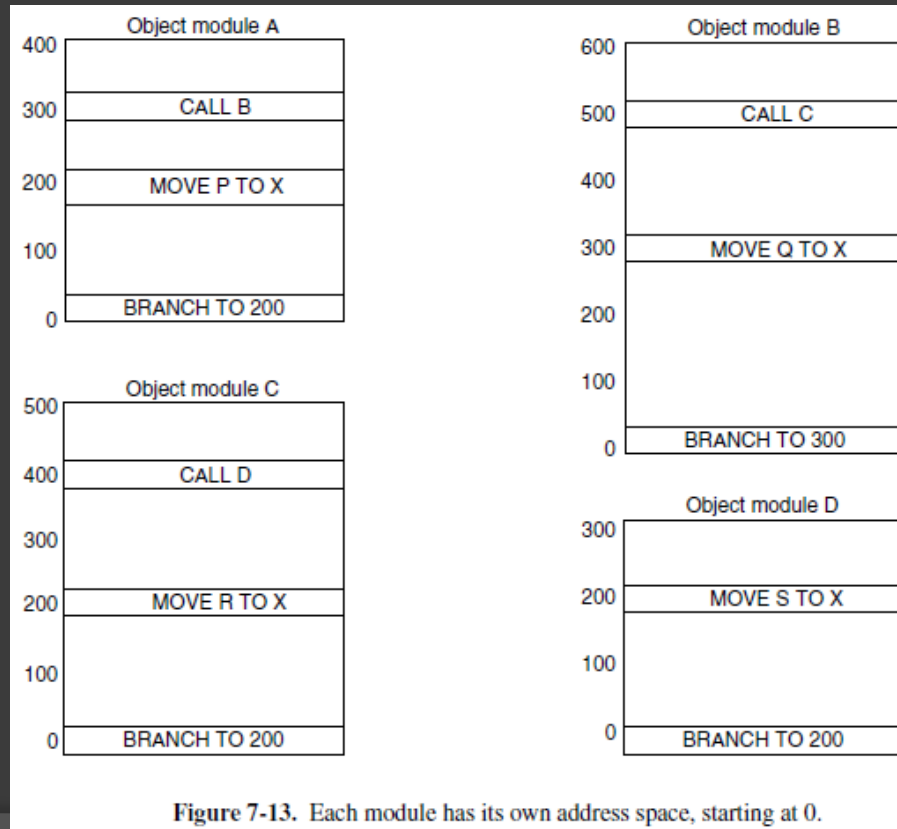 Object module A
400
300 CALL B
200 MOVE P TO X
100
0 BRANCH TO 200
Object module B
600
500 CALL C
400
300 MOVE Q TO X
200
100
0 BRANCH TO 300
Object module C
500
400 CALL D
300
200 MOVE R TO X
100
0 BRANCH TO 200
Object module D
300
200 MOVE S TO X
100
0 BRANCH TO 200
Figure 7-13. Each module has its own address space, starting at 0.